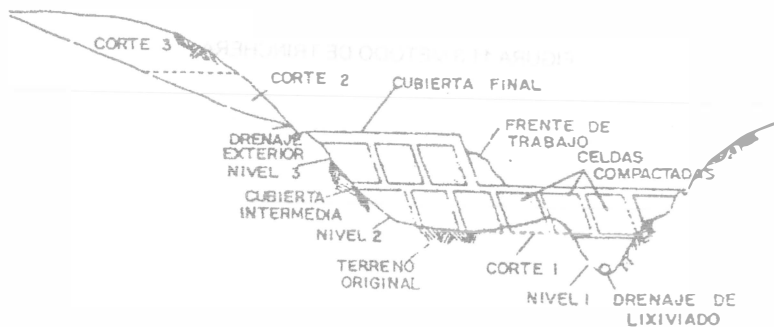 CORTE 3
CORTE 2
CUBIERTA FINAL
DRENAJE
EXTERIOR
NIVEL 3
FRENTE DE
TRABAJO
CELDAS
COMPACTADAS
CUBIERTA
INTERMEDIA
NIVEL 2
TERRENO
ORIGINAL
CORTE 1
NIVEL 1
DRENAJE DE
LIXIVIADO